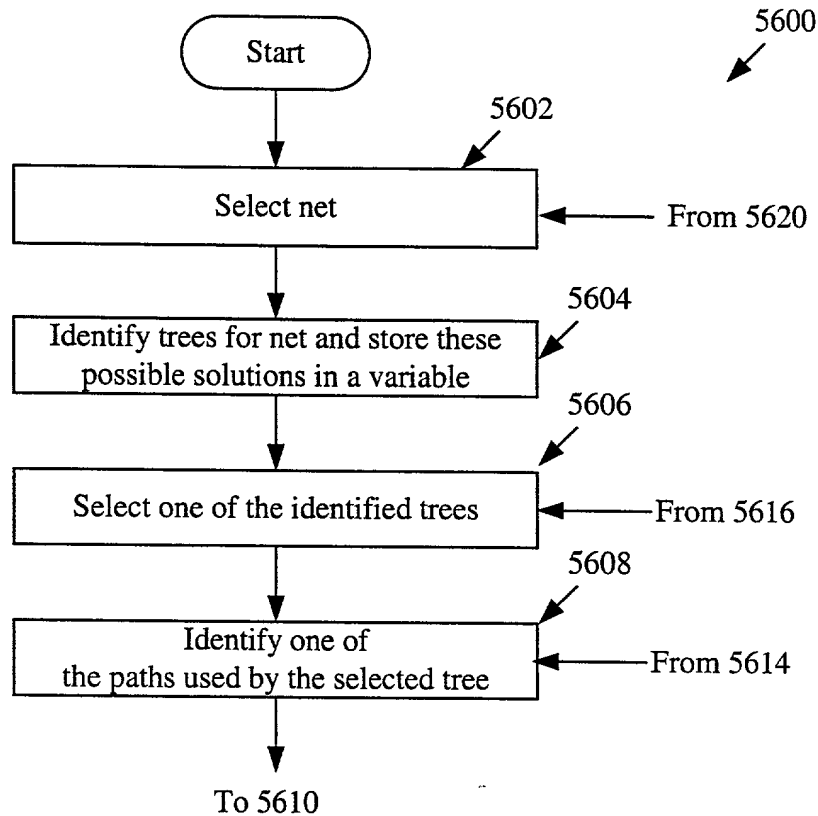 5600
Start
5602
Select net
From 5620
5604
Identify trees for net and store these
possible solutions in a variable
5606
Select one of the identified trees
From 5616
5608
Identify one of
the paths used by the selected tree
From 5614
To 5610